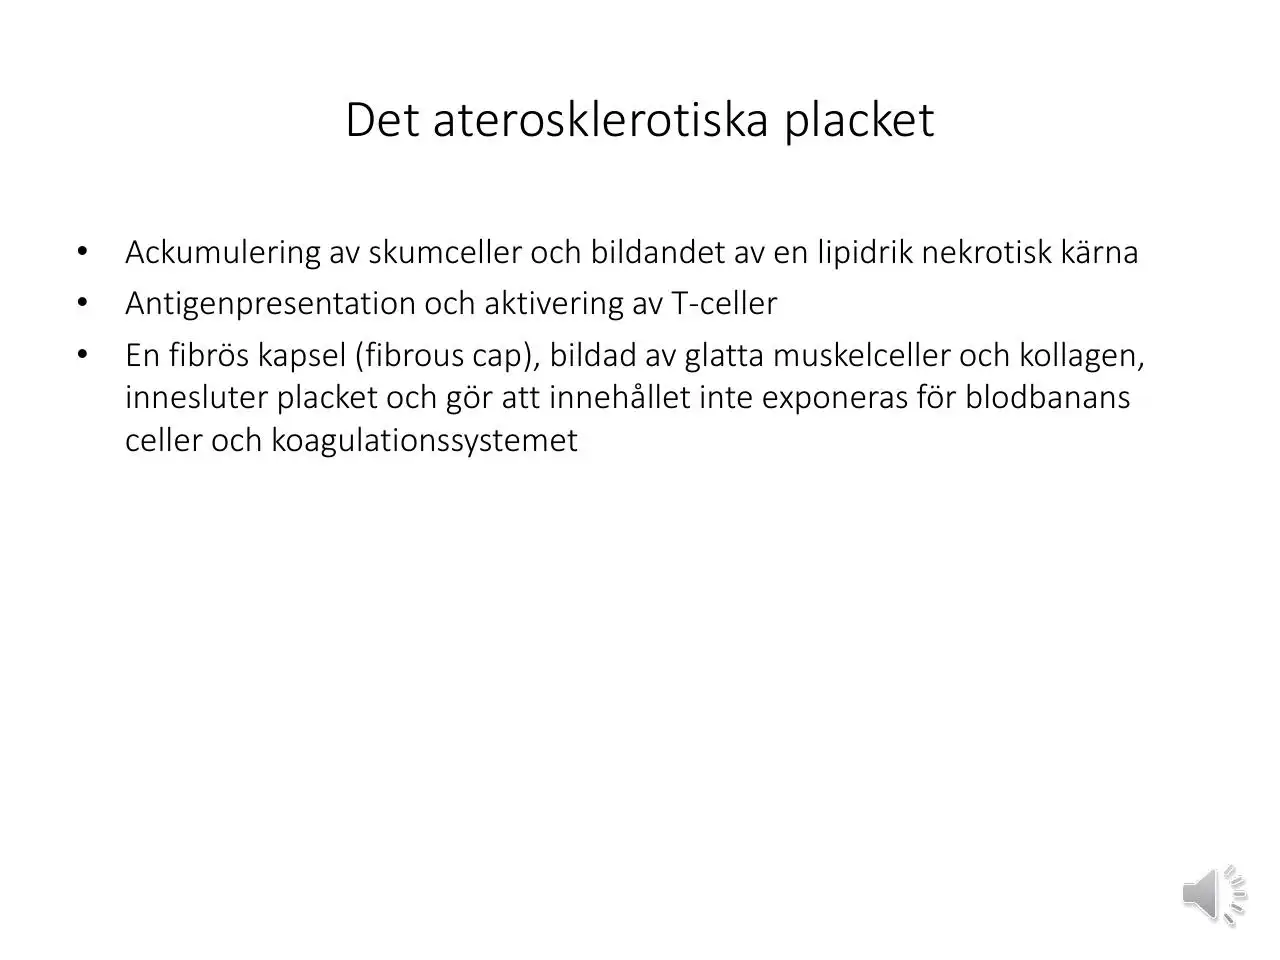 Det aterosklerotiska placket
• Ackumulering av skumceller och bildandet av en lipidrik nekrotisk kärna
• Antigenpresentation och aktivering av T-celler
• En fibrös kapsel (fibrous cap), bildad av glatta muskelceller och kollagen,
innesluter placket och gör att innehållet inte exponeras för blodbanans
celler och koagulationssystemet